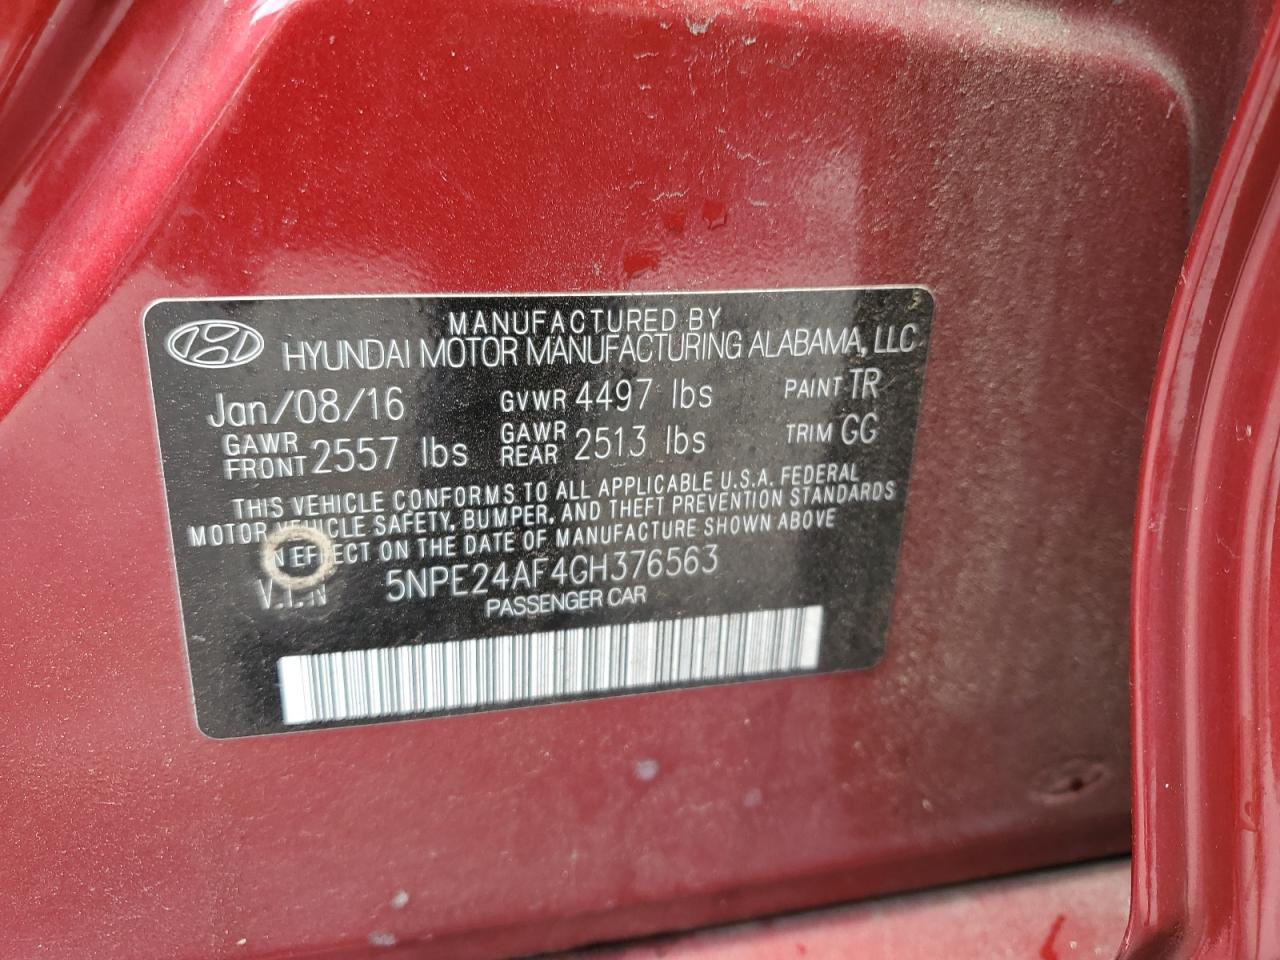 MANUFACTURED BY
HYUNDAI MOTOR MANUFACTURING ALABAMA, LLC
Jan/08/16 GVWR 4497 lbs PAINT TR
GAWR FRONT 2557 lbs GAWR REAR 2513 lbs TRIM GG
THIS VEHICLE CONFORMS TO ALL APPLICABLE U.S.A. FEDERAL
MOTOR VEHICLE SAFETY, BUMPER, AND THEFT PREVENTION STANDARDS
IN EFFECT ON THE DATE OF MANUFACTURE SHOWN ABOVE
V.I.N 5NPE24AF4GH376563
PASSENGER CAR